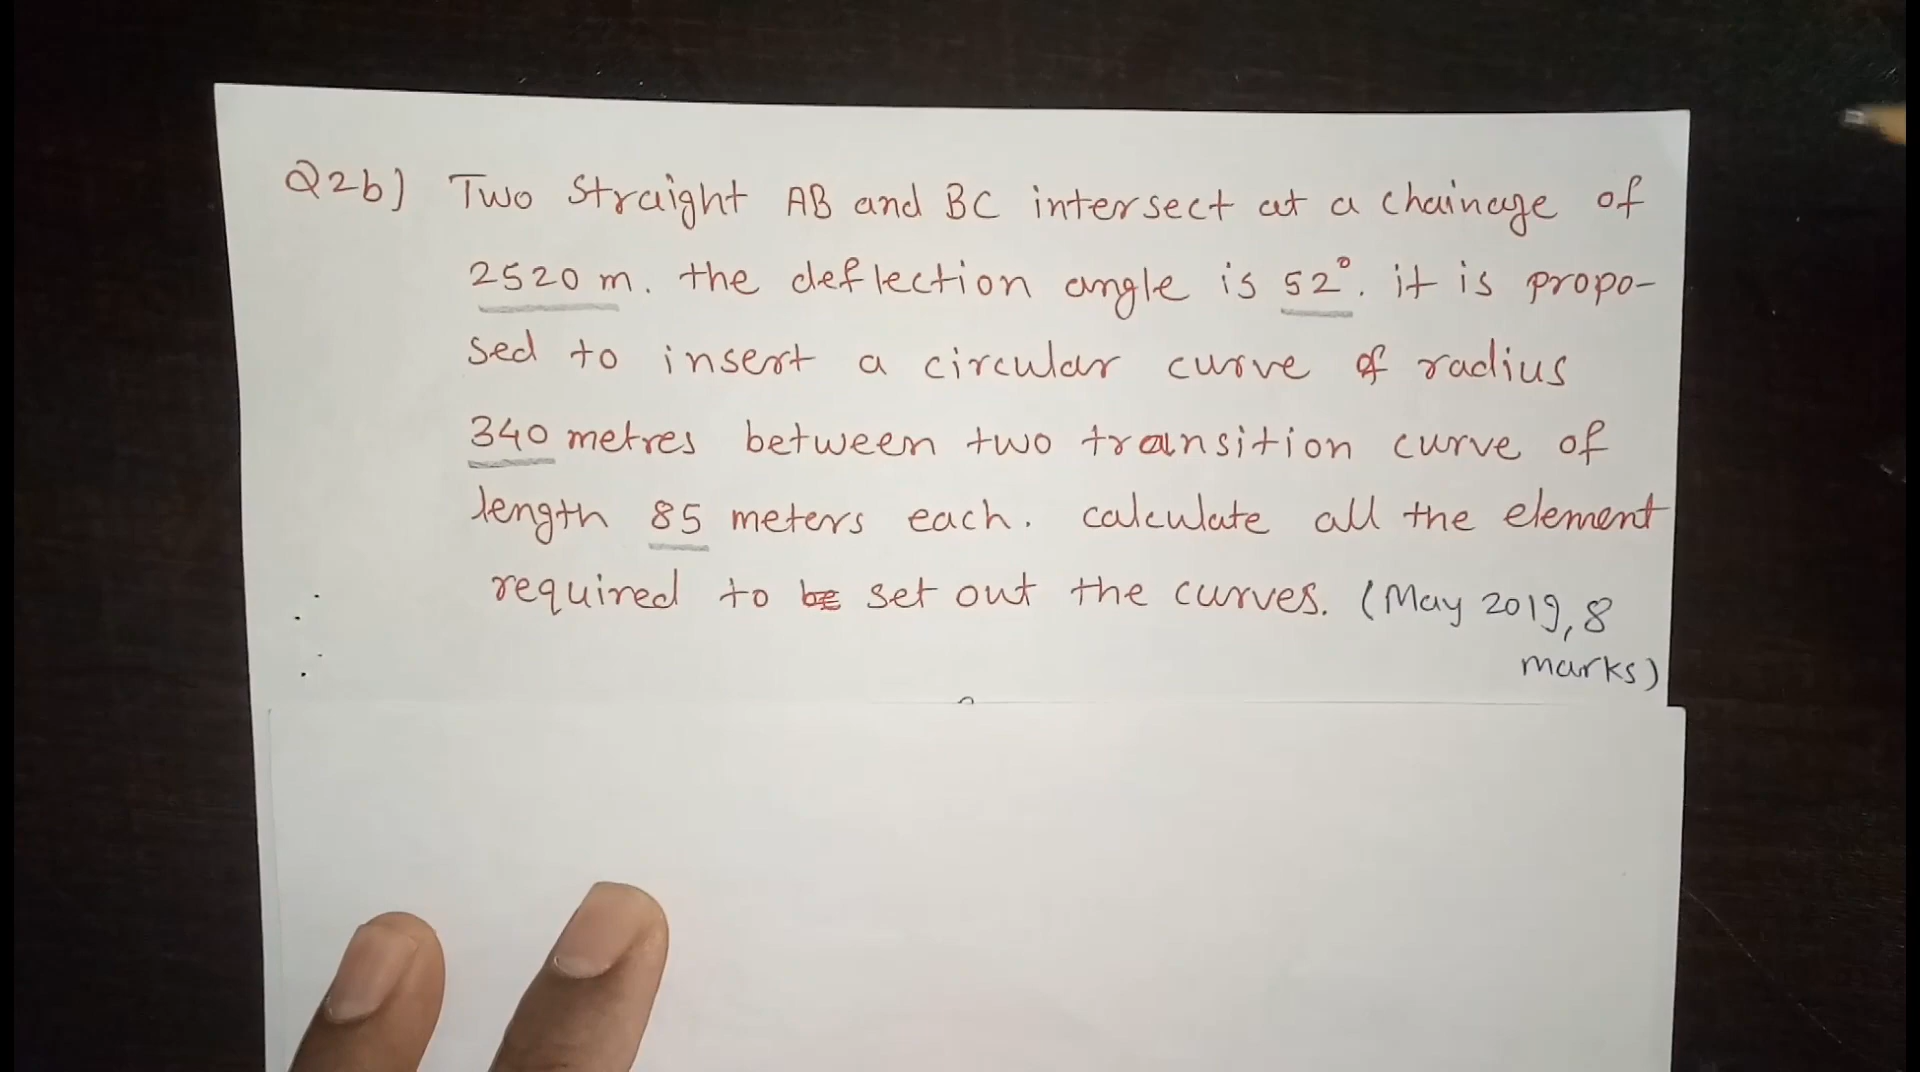 Q2b) Two Straight AB and BC intersect at a chainage of
2520 m. the deflection angle is 52°. it is propo-
sed to insert a circular curve of radius
340 metres between two transition curve of
length 85 meters each. calculate all the element
required to be set out the curves. (May 2019, 8
marks)